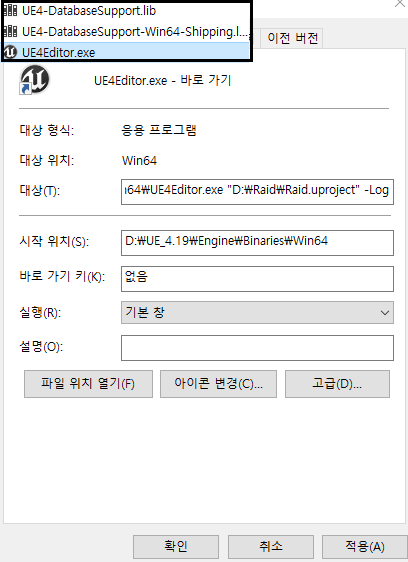 UE4-DatabaseSupport.lib
UE4-DatabaseSupport-Win64-Shipping.l...
UE4Editor.exe
이전 버전
UE4Editor.exe - 바로 가기
대상 형식: 응용 프로그램
대상 위치: Win64
대상(T): 64\UE4Editor.exe "D:\Raid\Raid.uproject" -Log
시작 위치(S): D:\UE_4.19\Engine\Binaries\Win64
바로 가기 키(K): 없음
실행(R): 기본 창
설명(O):
파일 위치 열기(F) 아이콘 변경(C)... 고급(D)...
확인 취소 적용(A)